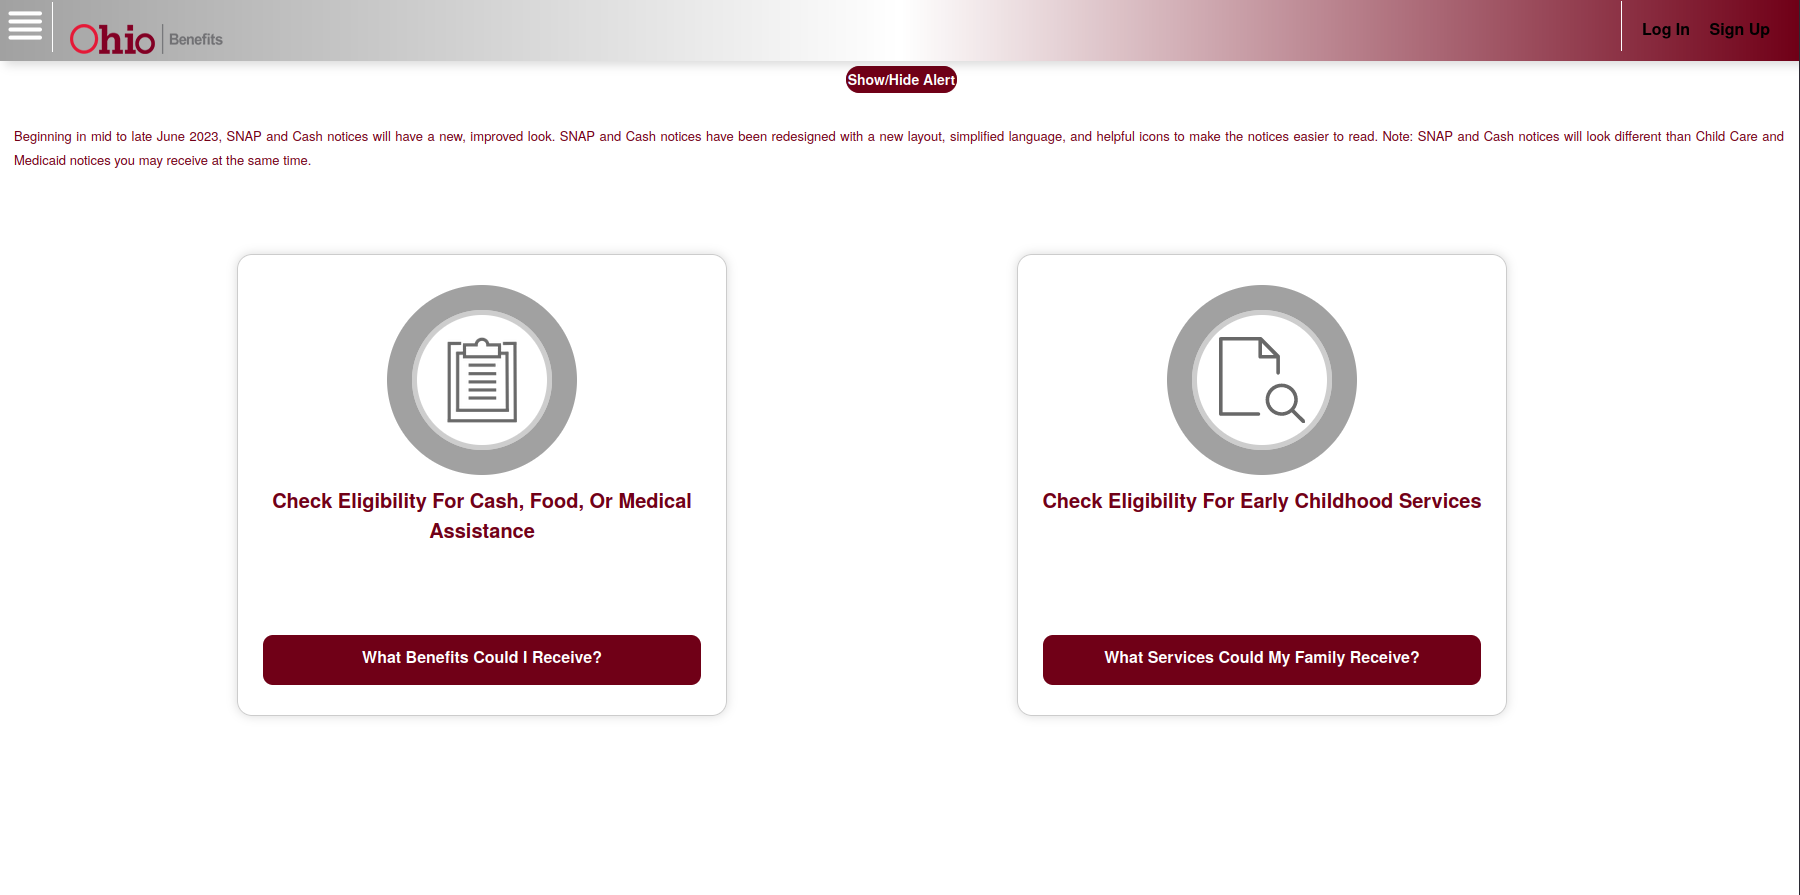 Ohio | Benefits
Log In Sign Up
Show/Hide Alert
Beginning in mid to late June 2023, SNAP and Cash notices will have a new, improved look. SNAP and Cash notices have been redesigned with a new layout, simplified language, and helpful icons to make the notices easier to read. Note: SNAP and Cash notices will look different than Child Care and
Medicaid notices you may receive at the same time.
Check Eligibility For Cash, Food, Or Medical
Assistance
What Benefits Could I Receive?
Check Eligibility For Early Childhood Services
What Services Could My Family Receive?